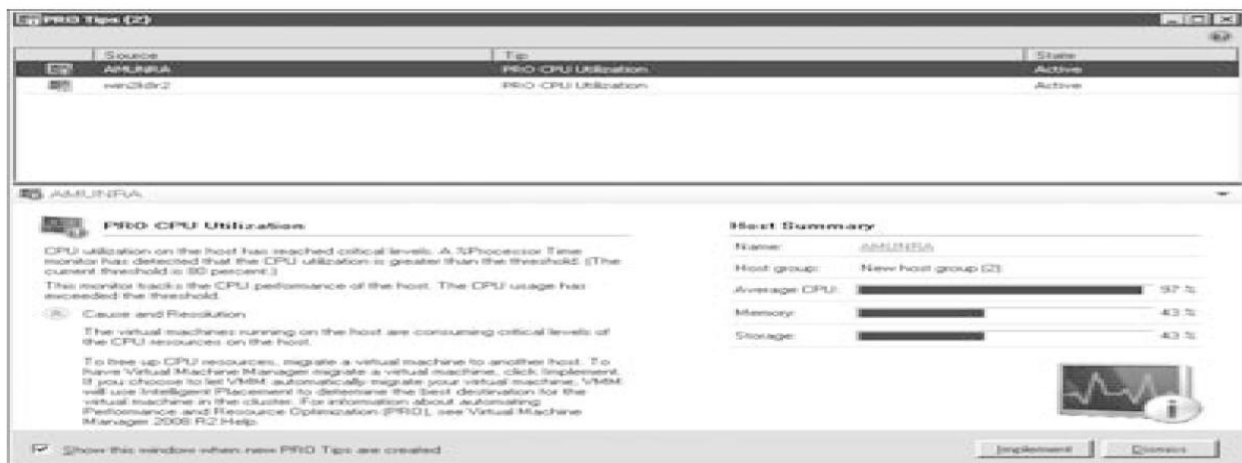 PRO Tips (2)
Source Tip State
AMUNRA PRO CPU Utilization Active
win2k8r2 PRO CPU Utilization Active
AMUNRA
PRO CPU Utilization
CPU utilization on the host has reached critical levels. A %Processor Time
monitor has detected that the CPU utilization is greater than the threshold. (The
current threshold is 80 percent.)
This monitor tracks the CPU performance of the host. The CPU usage has
exceeded the threshold.
Cause and Resolution
The virtual machines running on the host are consuming critical levels of
the CPU resources on the host.
To free up CPU resources, migrate a virtual machine to another host. To
have Virtual Machine Manager migrate a virtual machine, click Implement.
If you choose to let VMM automatically migrate your virtual machine, VMM
will use Intelligent Placement to determine the best destination for the
virtual machine in the cluster. For information about automating
Performance and Resource Optimization (PRO), see Virtual Machine
Manager 2008 R2 Help.
Host Summary
Name: AMUNRA
Host group: New host group (2)
Average CPU: 97 %
Memory: 43 %
Storage: 43 %
Show this window when new PRO Tips are created
Implement Dismiss